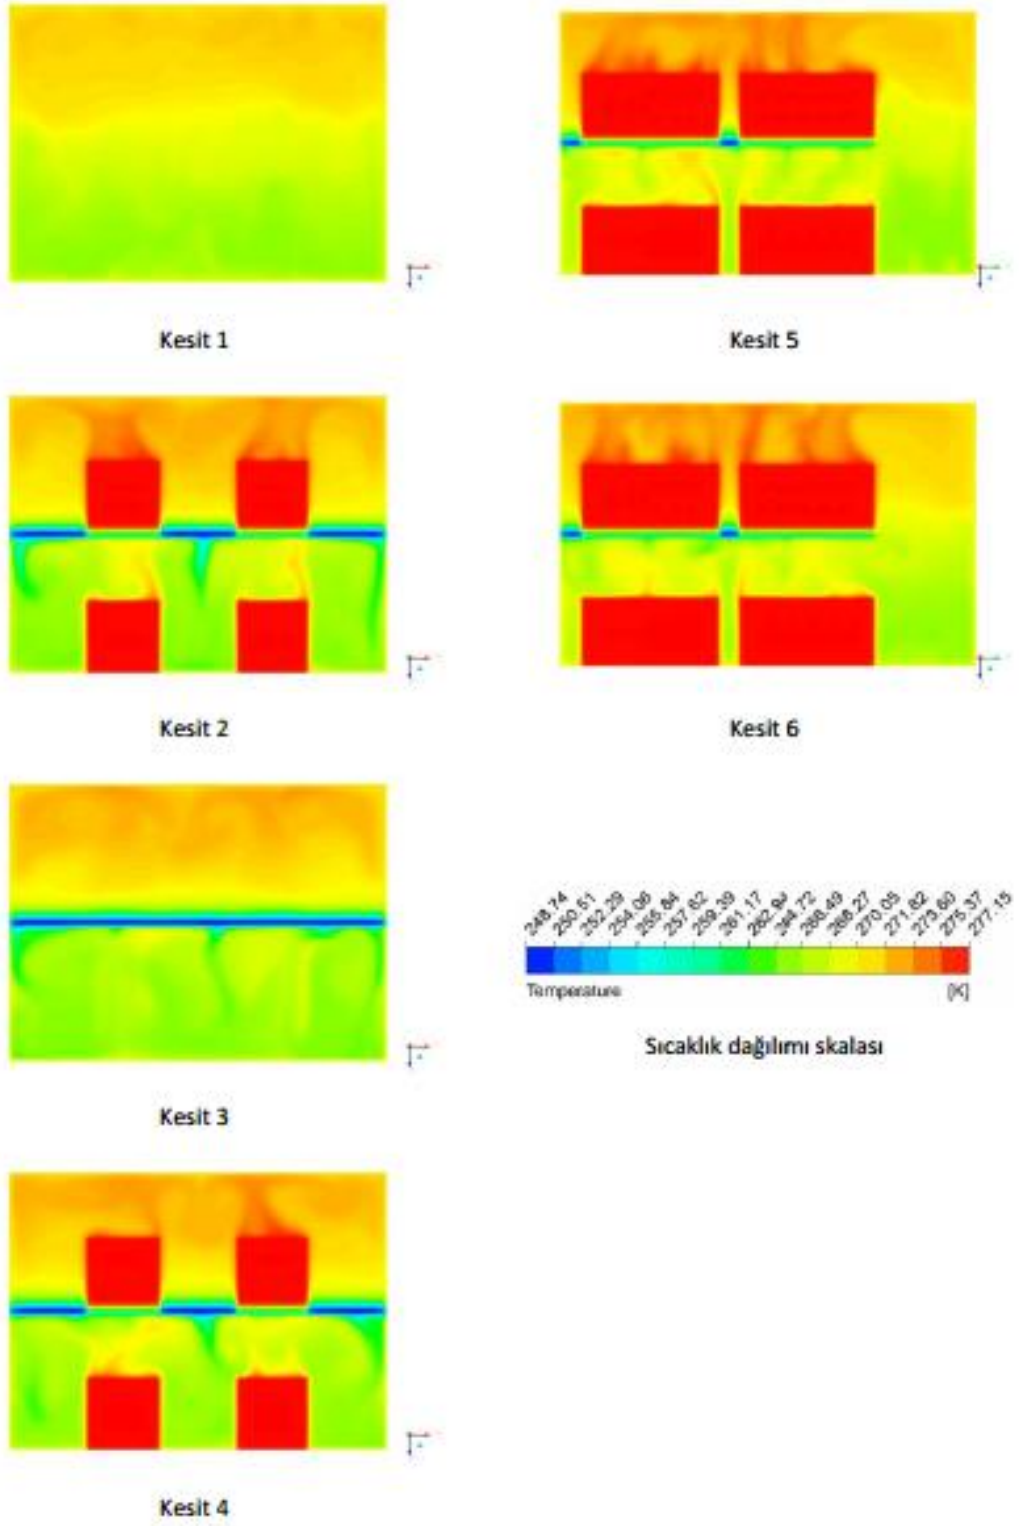 Kesit 1
Kesit 5
Kesit 2
Kesit 6
Kesit 3
248.74 250.51 252.29 254.06 255.84 257.62 259.39 261.17 262.94 264.72 266.49 268.27 270.05 271.82 273.60 275.37 277.15
Temperature [K]
Sıcaklık dağılımı skalası
Kesit 4